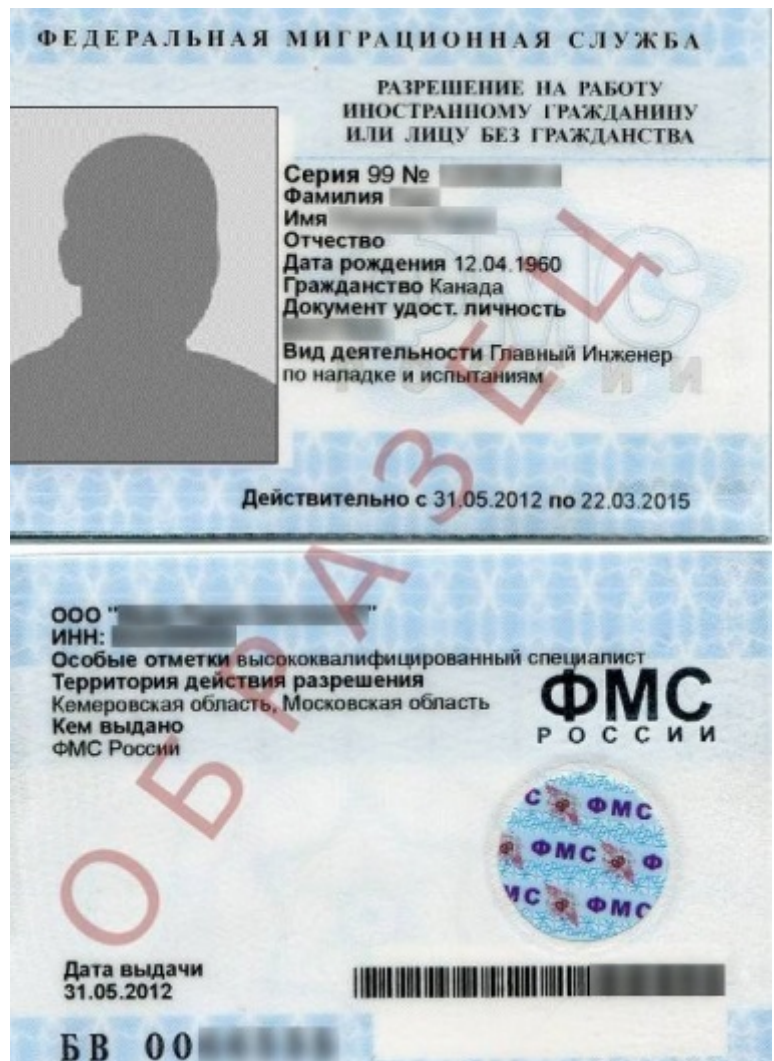 ФЕДЕРАЛЬНАЯ МИГРАЦИОННАЯ СЛУЖБА
РАЗРЕШЕНИЕ НА РАБОТУ
ИНОСТРАННОМУ ГРАЖДАНИНУ
ИЛИ ЛИЦУ БЕЗ ГРАЖДАНСТВА
Серия 99 №
Фамилия
Имя
Отчество
Дата рождения 12.04.1960
Гражданство Канада
Документ удост. личность
Вид деятельности Главный Инженер
по наладке и испытаниям
РОССИИ
Действительно с 31.05.2012 по 22.03.2015
ОБРАЗЕЦ
ООО "              "
ИНН:
Особые отметки высококвалифицированный специалист
Территория действия разрешения
Кемеровская область, Московская область
Кем выдано
ФМС России
ФМС
РОССИИ
С ФМС
ФМС Ф
МС ФМС
Дата выдачи
31.05.2012
БВ 00